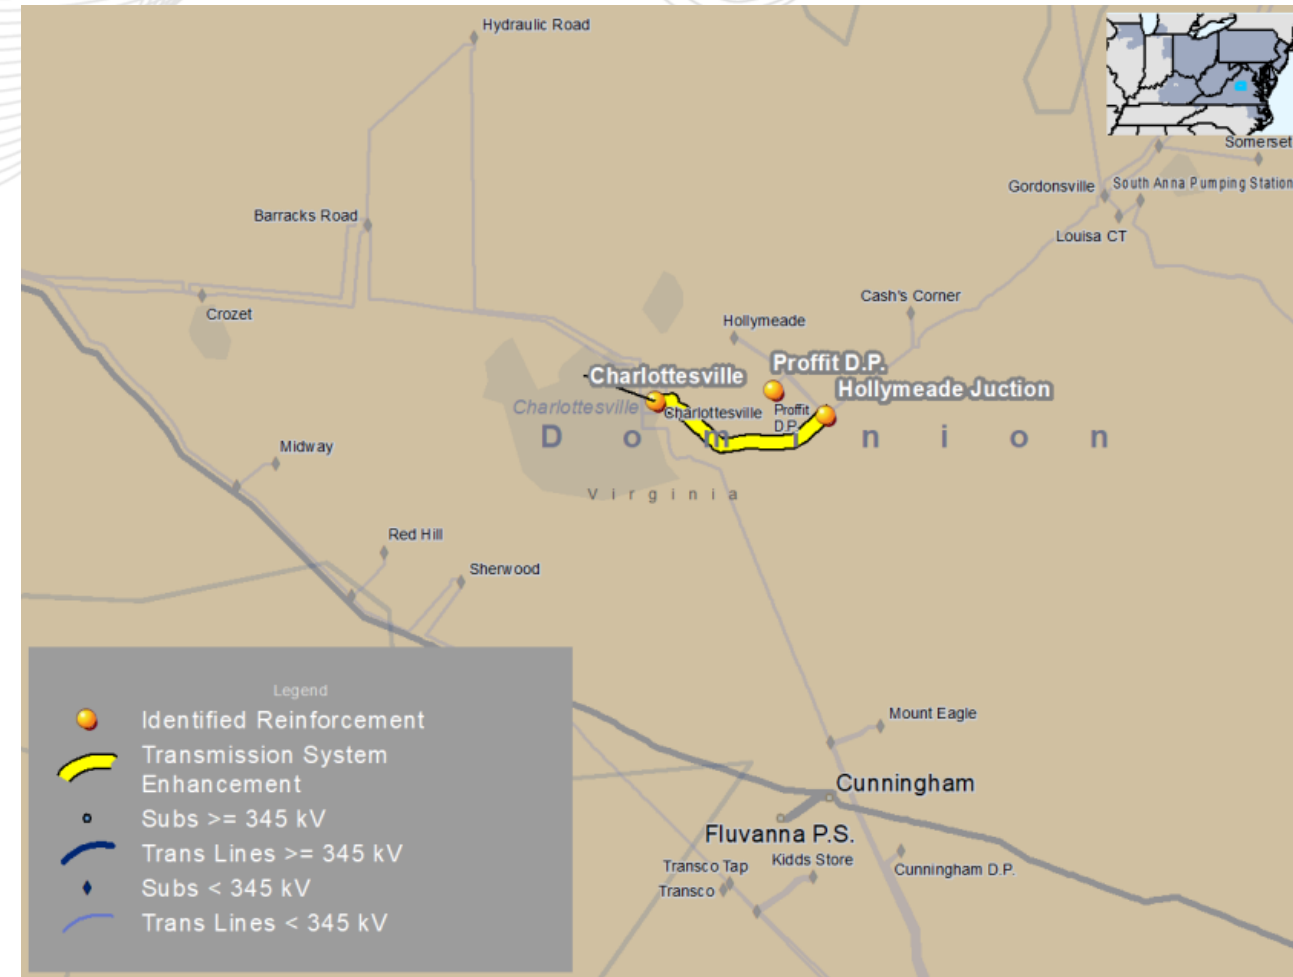 Hydraulic Road
Somerset
Gordonsville
South Anna Pumping Station
Louisa CT
Barracks Road
Crozet
Cash's Corner
Hollymeade
Proffit D.P.
Charlottesville
Hollymeade Juction
Charlottesville
Charlottesville
Proffit
D.P.
Dominion
Virginia
Midway
Red Hill
Sherwood
Mount Eagle
Cunningham
Fluvanna P.S.
Kidds Store
Transco Tap
Transco
Cunningham D.P.
Legend
Identified Reinforcement
Transmission System
Enhancement
Subs >= 345 kV
Trans Lines >= 345 kV
Subs < 345 kV
Trans Lines < 345 kV